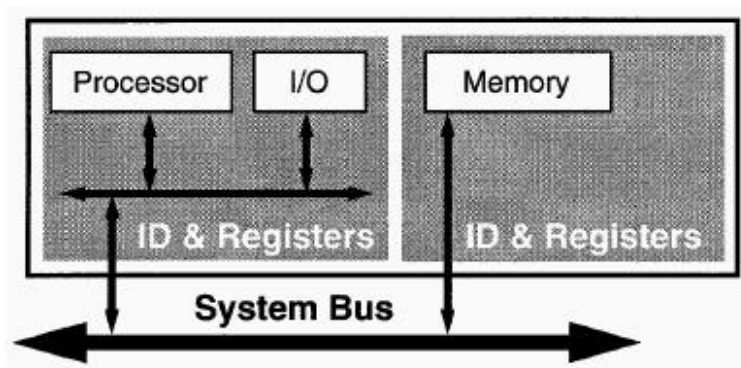 Processor
I/O
Memory
ID & Registers
ID & Registers
System Bus